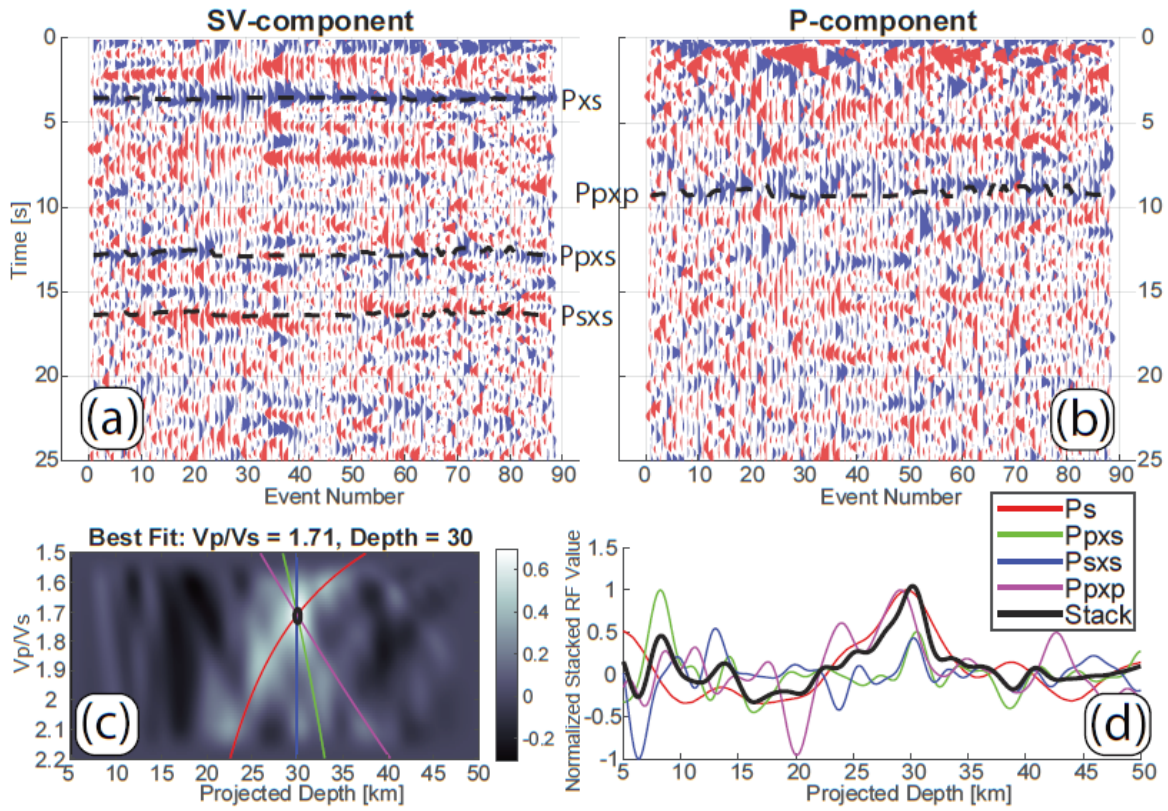 SV-component
P-component
0
5
10
15
20
25
Time [s]
Pxs
Ppxs
Psxs
(a)
0 10 20 30 40 50 60 70 80 90
Event Number
Ppxp
0
5
10
15
20
25
(b)
0 10 20 30 40 50 60 70 80 90
Event Number
Best Fit: Vp/Vs = 1.71, Depth = 30
1.5
1.6
1.7
1.8
1.9
2
2.1
2.2
Vp/Vs
(c)
5 10 15 20 25 30 35 40 45 50
Projected Depth [km]
0.6
0.4
0.2
0
-0.2
Normalized Stacked RF Value
1.5
1
0.5
0
-0.5
-1
Ps
Ppxs
Psxs
Ppxp
Stack
(d)
5 10 15 20 25 30 35 40 45 50
Projected Depth [km]